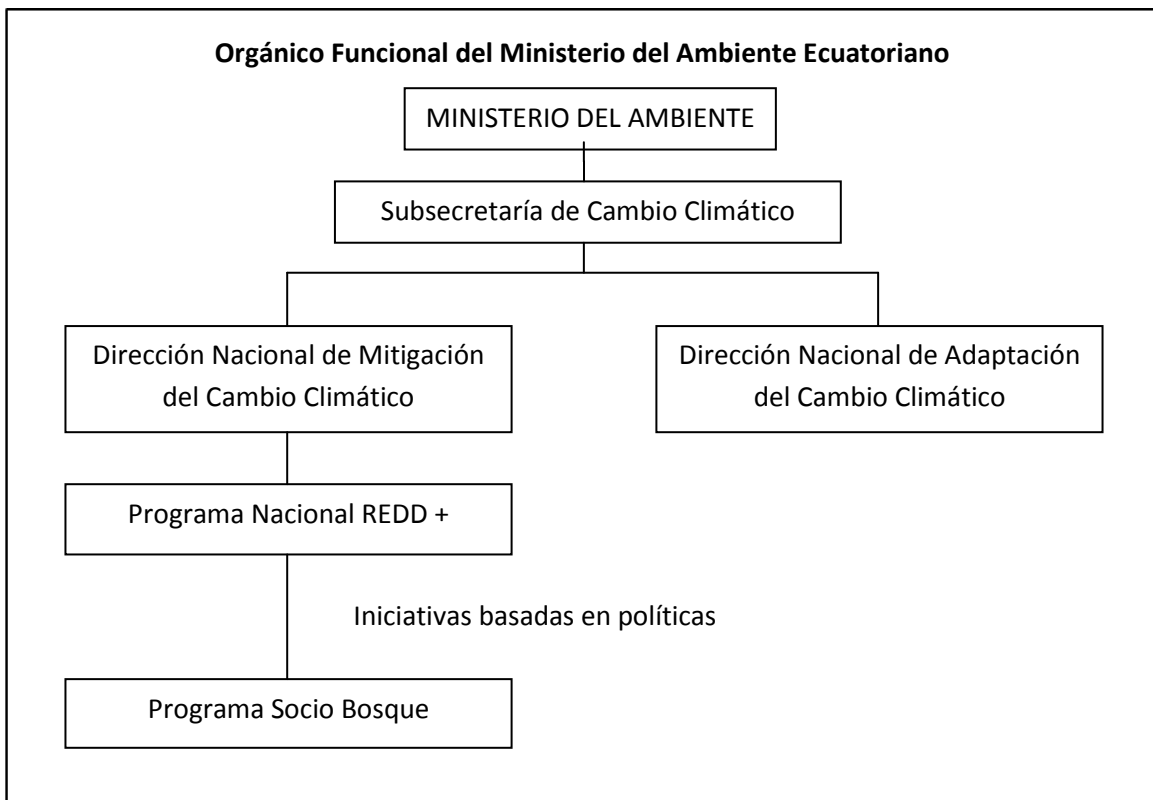 Orgánico Funcional del Ministerio del Ambiente Ecuatoriano
MINISTERIO DEL AMBIENTE
Subsecretaría de Cambio Climático
Dirección Nacional de Mitigación
del Cambio Climático
Dirección Nacional de Adaptación
del Cambio Climático
Programa Nacional REDD +
Iniciativas basadas en políticas
Programa Socio Bosque